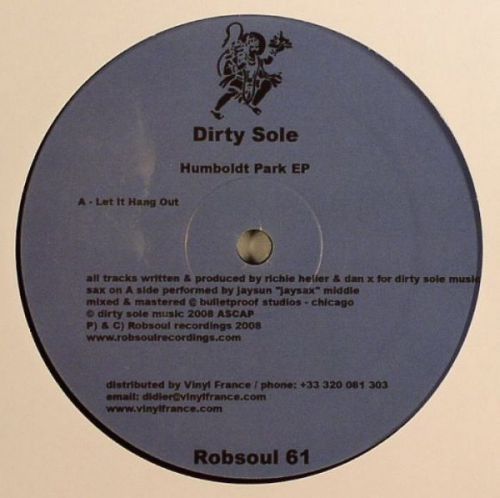 Dirty Sole
Humboldt Park EP
A - Let It Hang Out
all tracks written & produced by richie heller & dan x for dirty sole music
sax on A side performed by jaysun "jaysax" middle
mixed & mastered @ bulletproof studios - chicago
© dirty sole music 2008 ASCAP
P) & C) Robsoul recordings 2008
www.robsoulrecordings.com
distributed by Vinyl France / phone: +33 320 061 303
email: didier@vinylfrance.com
www.vinylfrance.com
Robsoul 61